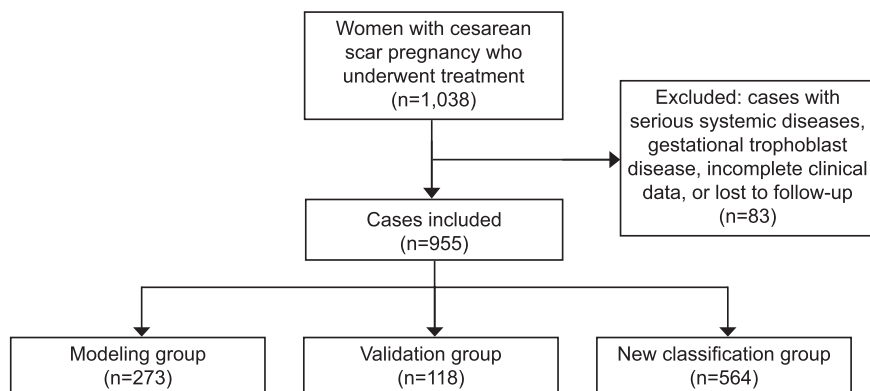 Women with cesarean
scar pregnancy who
underwent treatment
(n=1,038)
Excluded: cases with
serious systemic diseases,
gestational trophoblast
disease, incomplete clinical
data, or lost to follow-up
(n=83)
Cases included
(n=955)
Modeling group
(n=273)
Validation group
(n=118)
New classification group
(n=564)